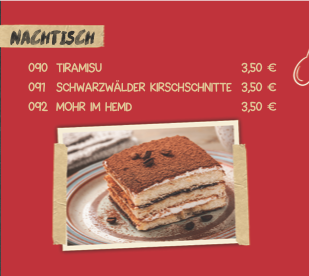 NACHTISCH
090 TIRAMISU 3,50 €
091 SCHWARZWÄLDER KIRSCHSCHNITTE 3,50 €
092 MOHR IM HEMD 3,50 €